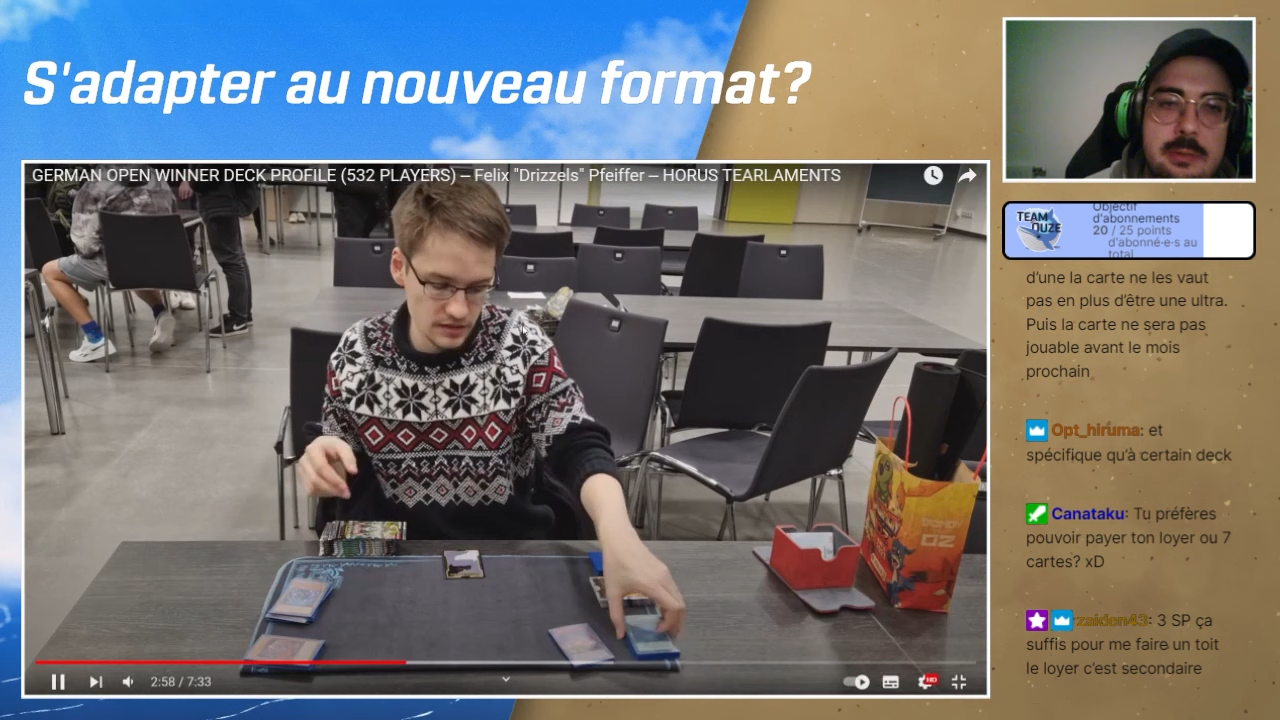 S'adapter au nouveau format?
GERMAN OPEN WINNER DECK PROFILE (532 PLAYERS) – Felix "Drizzels" Pfeiffer – HORUS TEARLAMENTS
2:58 / 7:33
HD
TEAM
OUZE
Objectif
d'abonnements
20 / 25 points
d'abonné·e·s au
total
d'une la carte ne les vaut
pas en plus d'être une ultra.
Puis la carte ne sera pas
jouable avant le mois
prochain
Opt_hiruma: et
spécifique qu'à certain deck
Canataku: Tu préfères
pouvoir payer ton loyer ou 7
cartes? xD
zaiden43: 3 SP ça
suffis pour me faire un toit
le loyer c'est secondaire